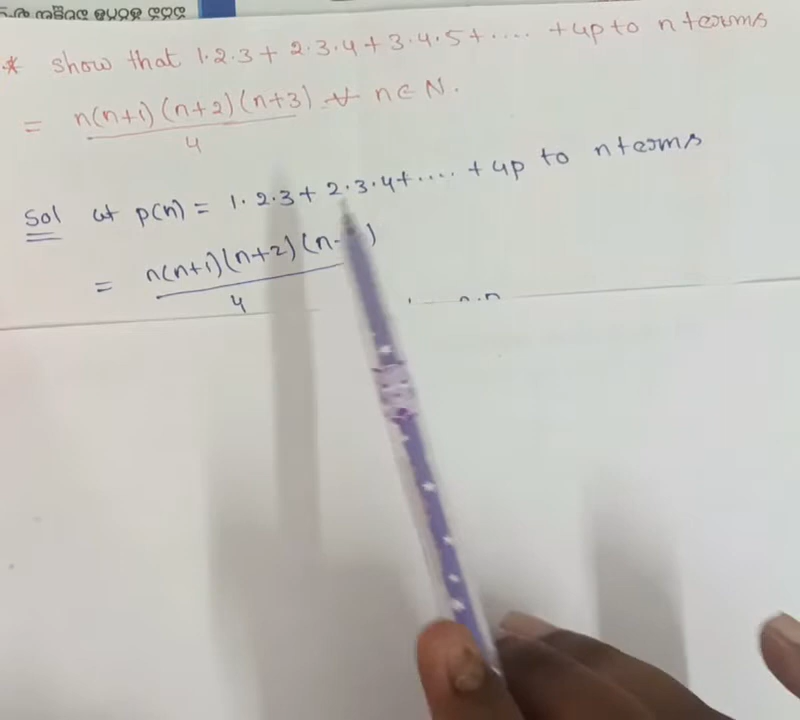 * show that 1.2.3 + 2.3.4 + 3.4.5 + .... + up to n terms
= n(n+1)(n+2)(n+3)/4 ∀ n ∈ N.
Sol let p(n) = 1.2.3 + 2.3.4 + .... + up to n terms
= n(n+1)(n+2)(n- )/4